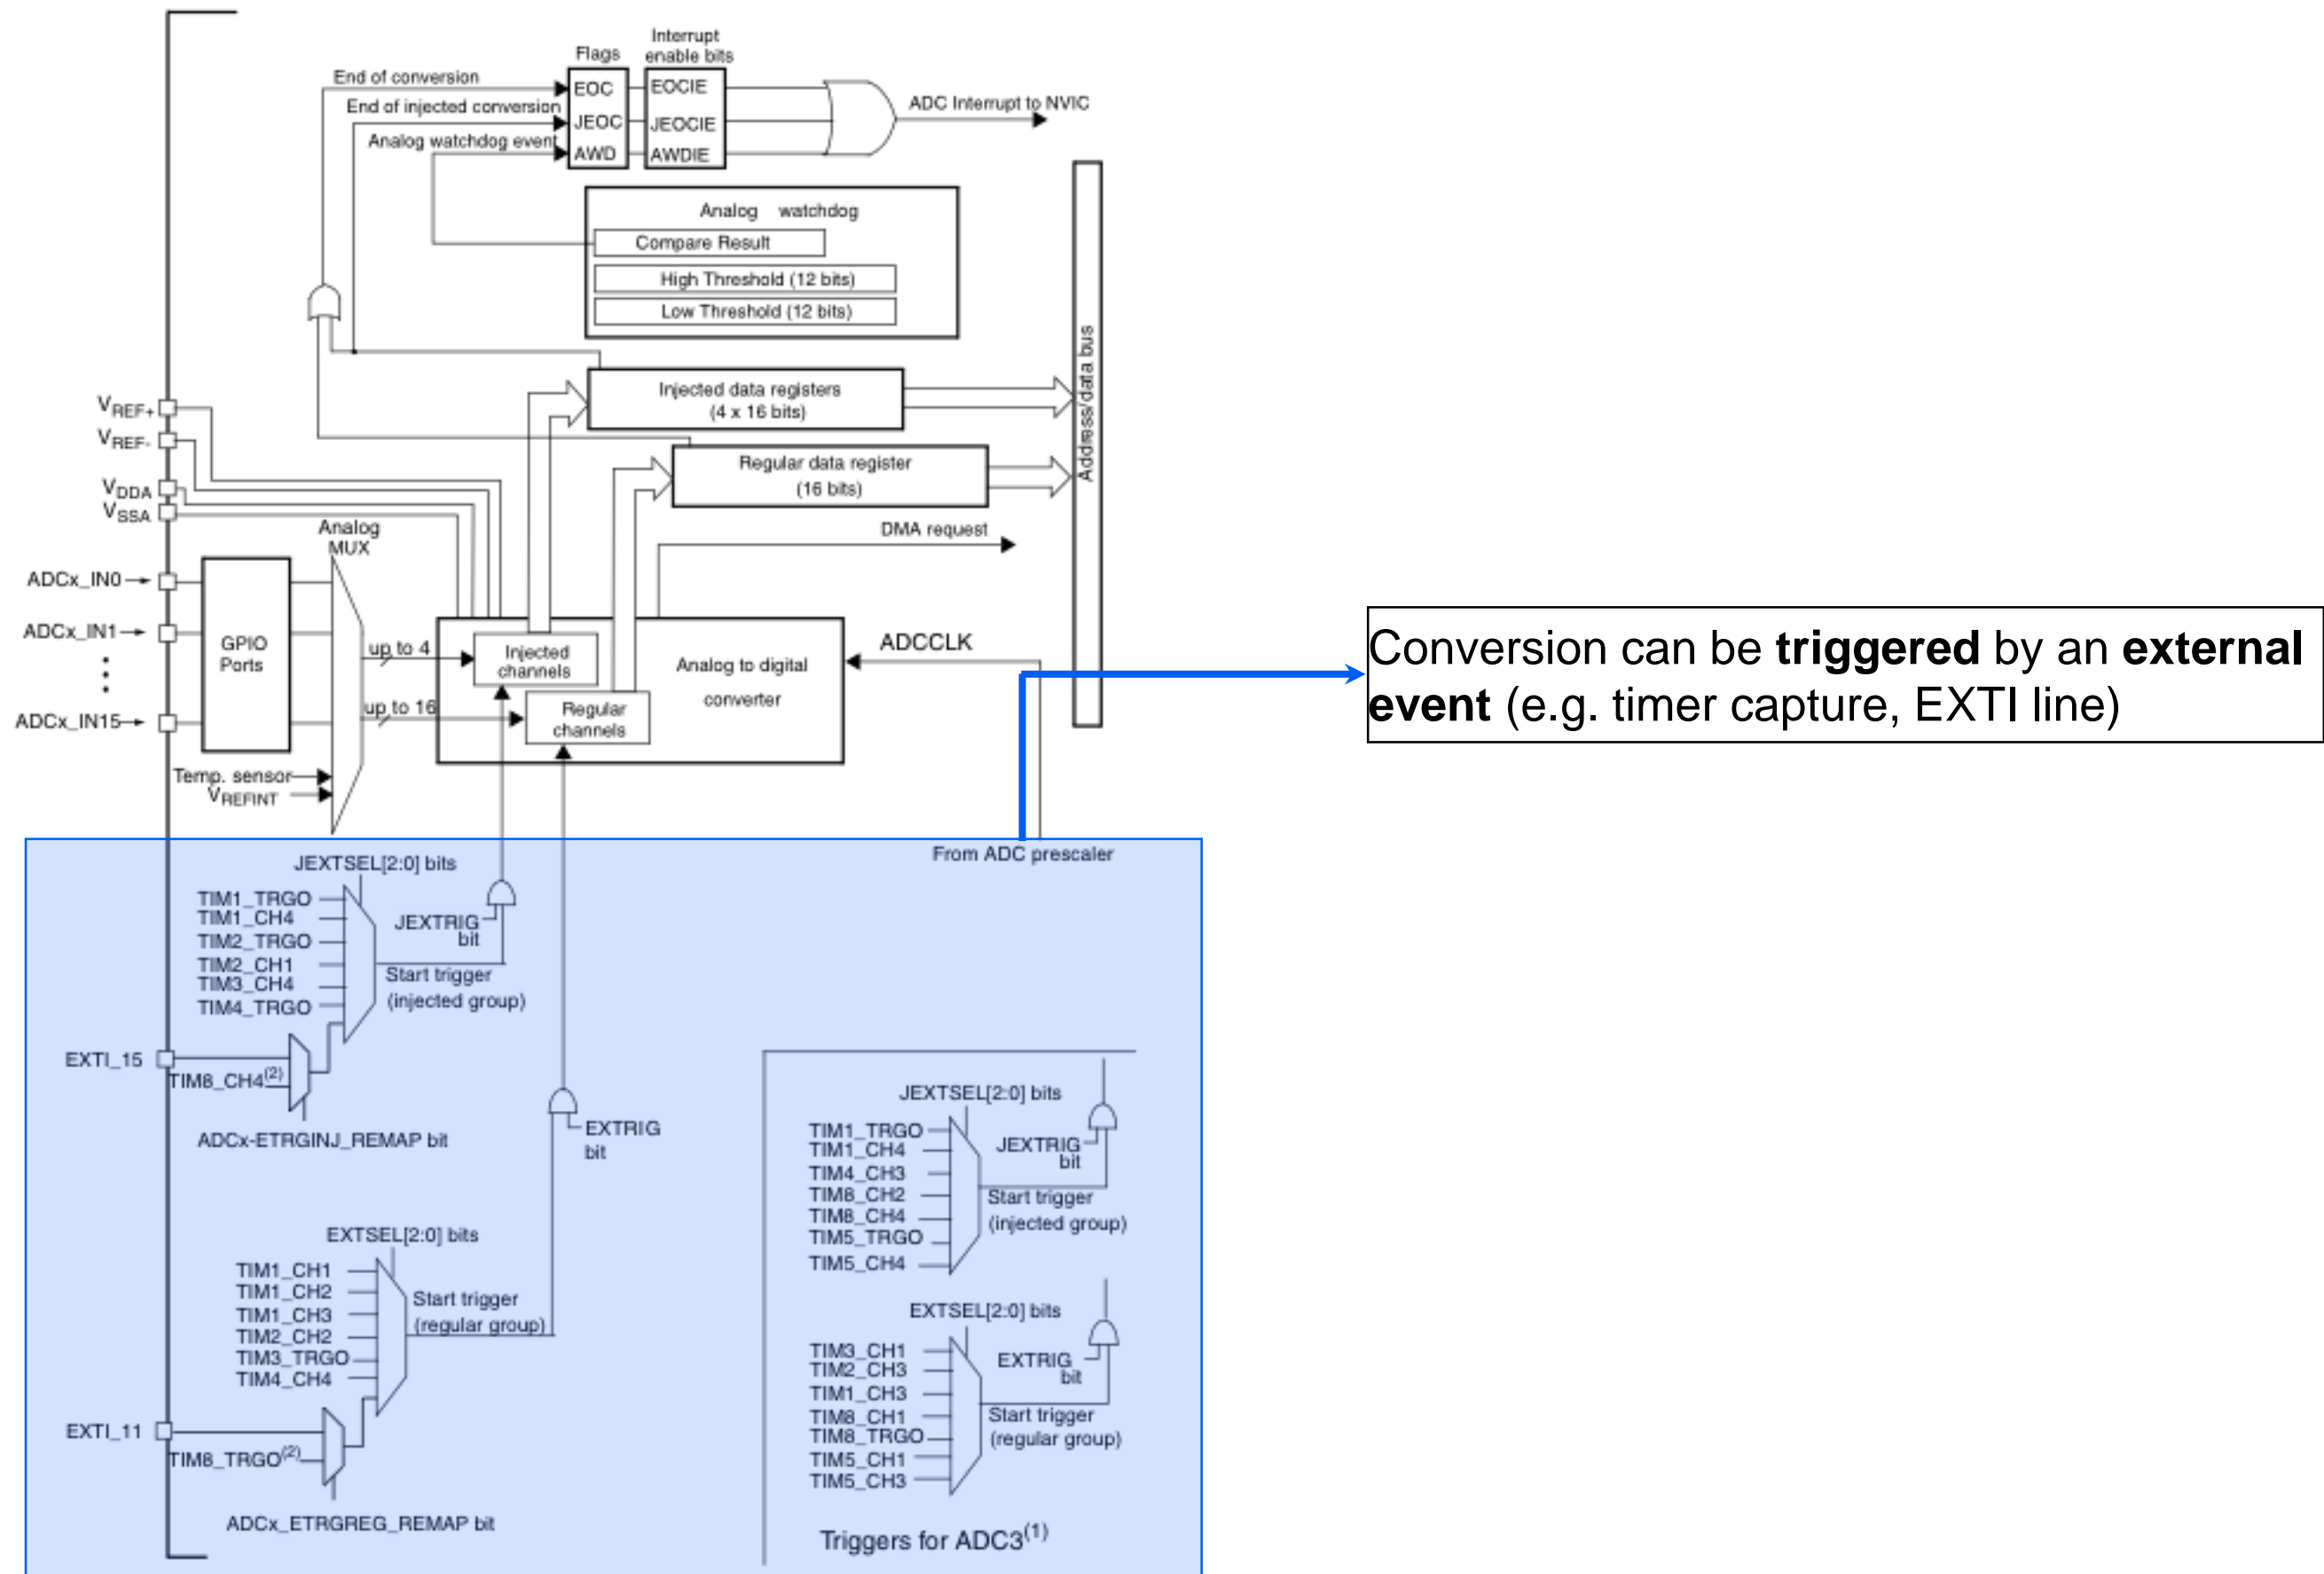 Flags
Interrupt
enable bits
End of conversion
End of injected conversion
Analog watchdog event
EOC
JEOC
AWD
EOCIE
JEOCIE
AWDIE
ADC Interrupt to NVIC
Analog watchdog
Compare Result
High Threshold (12 bits)
Low Threshold (12 bits)
Address/data bus
Injected data registers
(4 x 16 bits)
Regular data register
(16 bits)
DMA request
VREF+
VREF-
VDDA
VSSA
Analog
MUX
ADCx_IN0
ADCx_IN1
ADCx_IN15
GPIO
Ports
up to 4
up to 16
Injected
channels
Regular
channels
Analog to digital
converter
ADCCLK
Temp. sensor
VREFINT
From ADC prescaler
Conversion can be triggered by an external
event (e.g. timer capture, EXTI line)
JEXTSEL[2:0] bits
TIM1_TRGO
TIM1_CH4
TIM2_TRGO
TIM2_CH1
TIM3_CH4
TIM4_TRGO
JEXTRIG
bit
Start trigger
(injected group)
EXTI_15
TIM8_CH4(2)
ADCx-ETRGINJ_REMAP bit
EXTRIG
bit
EXTSEL[2:0] bits
TIM1_CH1
TIM1_CH2
TIM1_CH3
TIM2_CH2
TIM3_TRGO
TIM4_CH4
Start trigger
(regular group)
EXTI_11
TIM8_TRGO(2)
ADCx_ETRGREG_REMAP bit
JEXTSEL[2:0] bits
TIM1_TRGO
TIM1_CH4
TIM4_CH3
TIM8_CH2
TIM8_CH4
TIM5_TRGO
TIM5_CH4
JEXTRIG
bit
Start trigger
(injected group)
EXTSEL[2:0] bits
TIM3_CH1
TIM2_CH3
TIM1_CH3
TIM8_CH1
TIM8_TRGO
TIM5_CH1
TIM5_CH3
EXTRIG
bit
Start trigger
(regular group)
Triggers for ADC3(1)